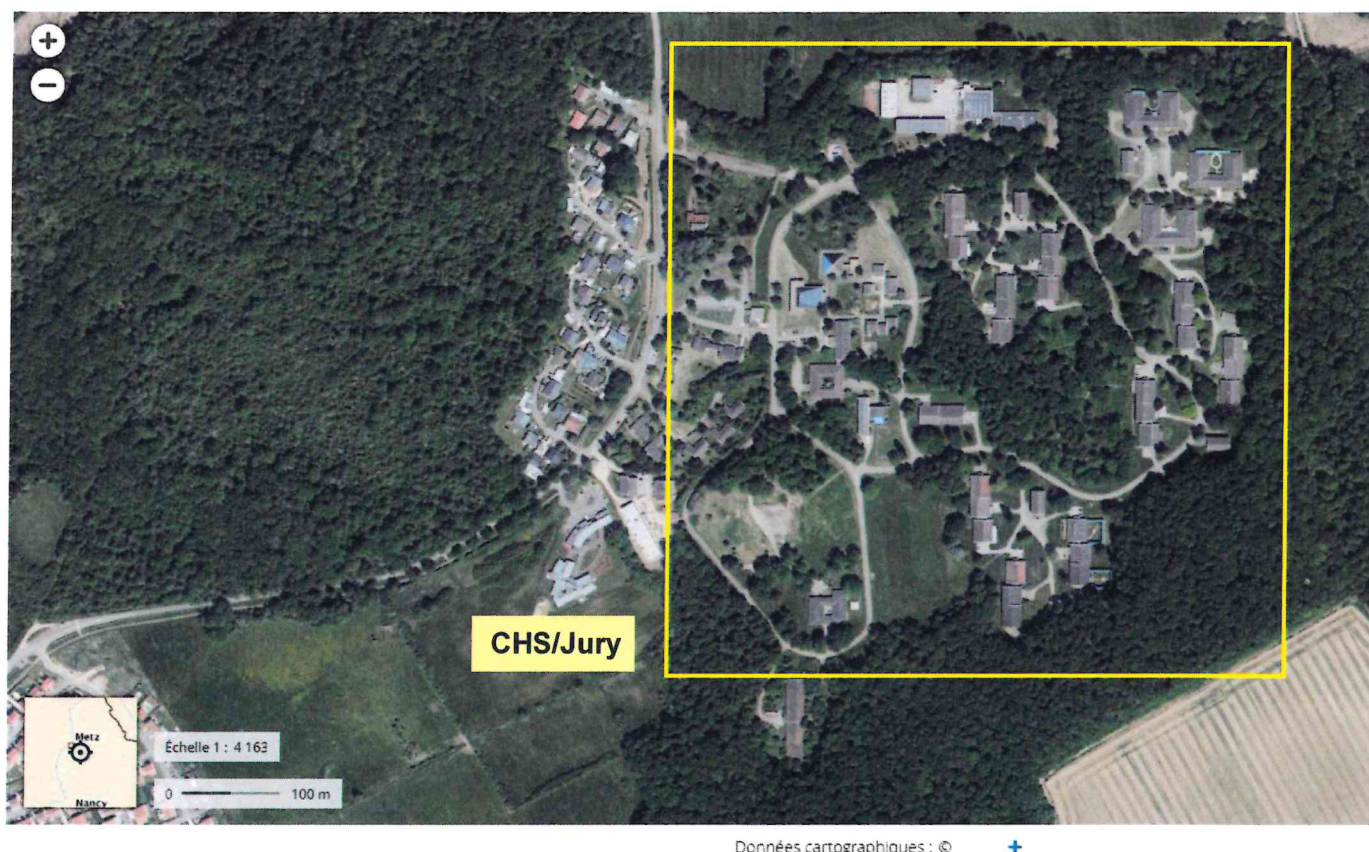 +
−
CHS/Jury
Metz
Nancy
Échelle 1 : 4 163
0 100 m
Données cartographiques : © +